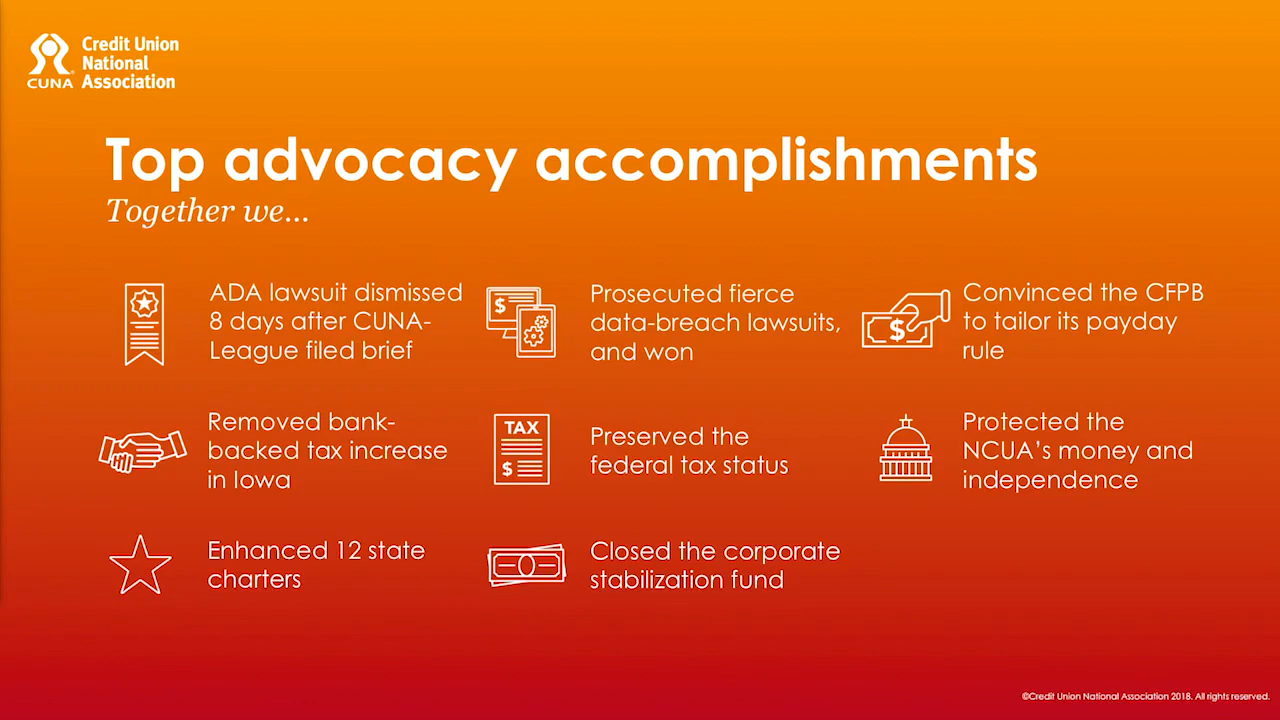 Credit Union
National
Association
CUNA
Top advocacy accomplishments
Together we...
ADA lawsuit dismissed
8 days after CUNA-
League filed brief
$
Prosecuted fierce
data-breach lawsuits,
and won
$
Convinced the CFPB
to tailor its payday
rule
Removed bank-
backed tax increase
in Iowa
TAX
$
Preserved the
federal tax status
Protected the
NCUA's money and
independence
Enhanced 12 state
charters
Closed the corporate
stabilization fund
©Credit Union National Association 2018. All rights reserved.